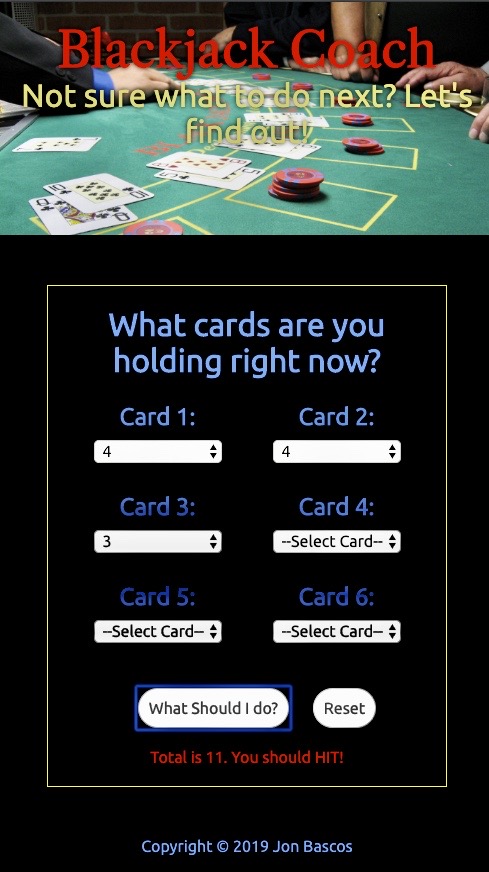 Blackjack Coach
Not sure what to do next? Let's
find out!
What cards are you
holding right now?
Card 1:
Card 2:
4
4
Card 3:
Card 4:
3
--Select Card--
Card 5:
Card 6:
--Select Card--
--Select Card--
What Should I do?
Reset
Total is 11. You should HIT!
Copyright © 2019 Jon Bascos